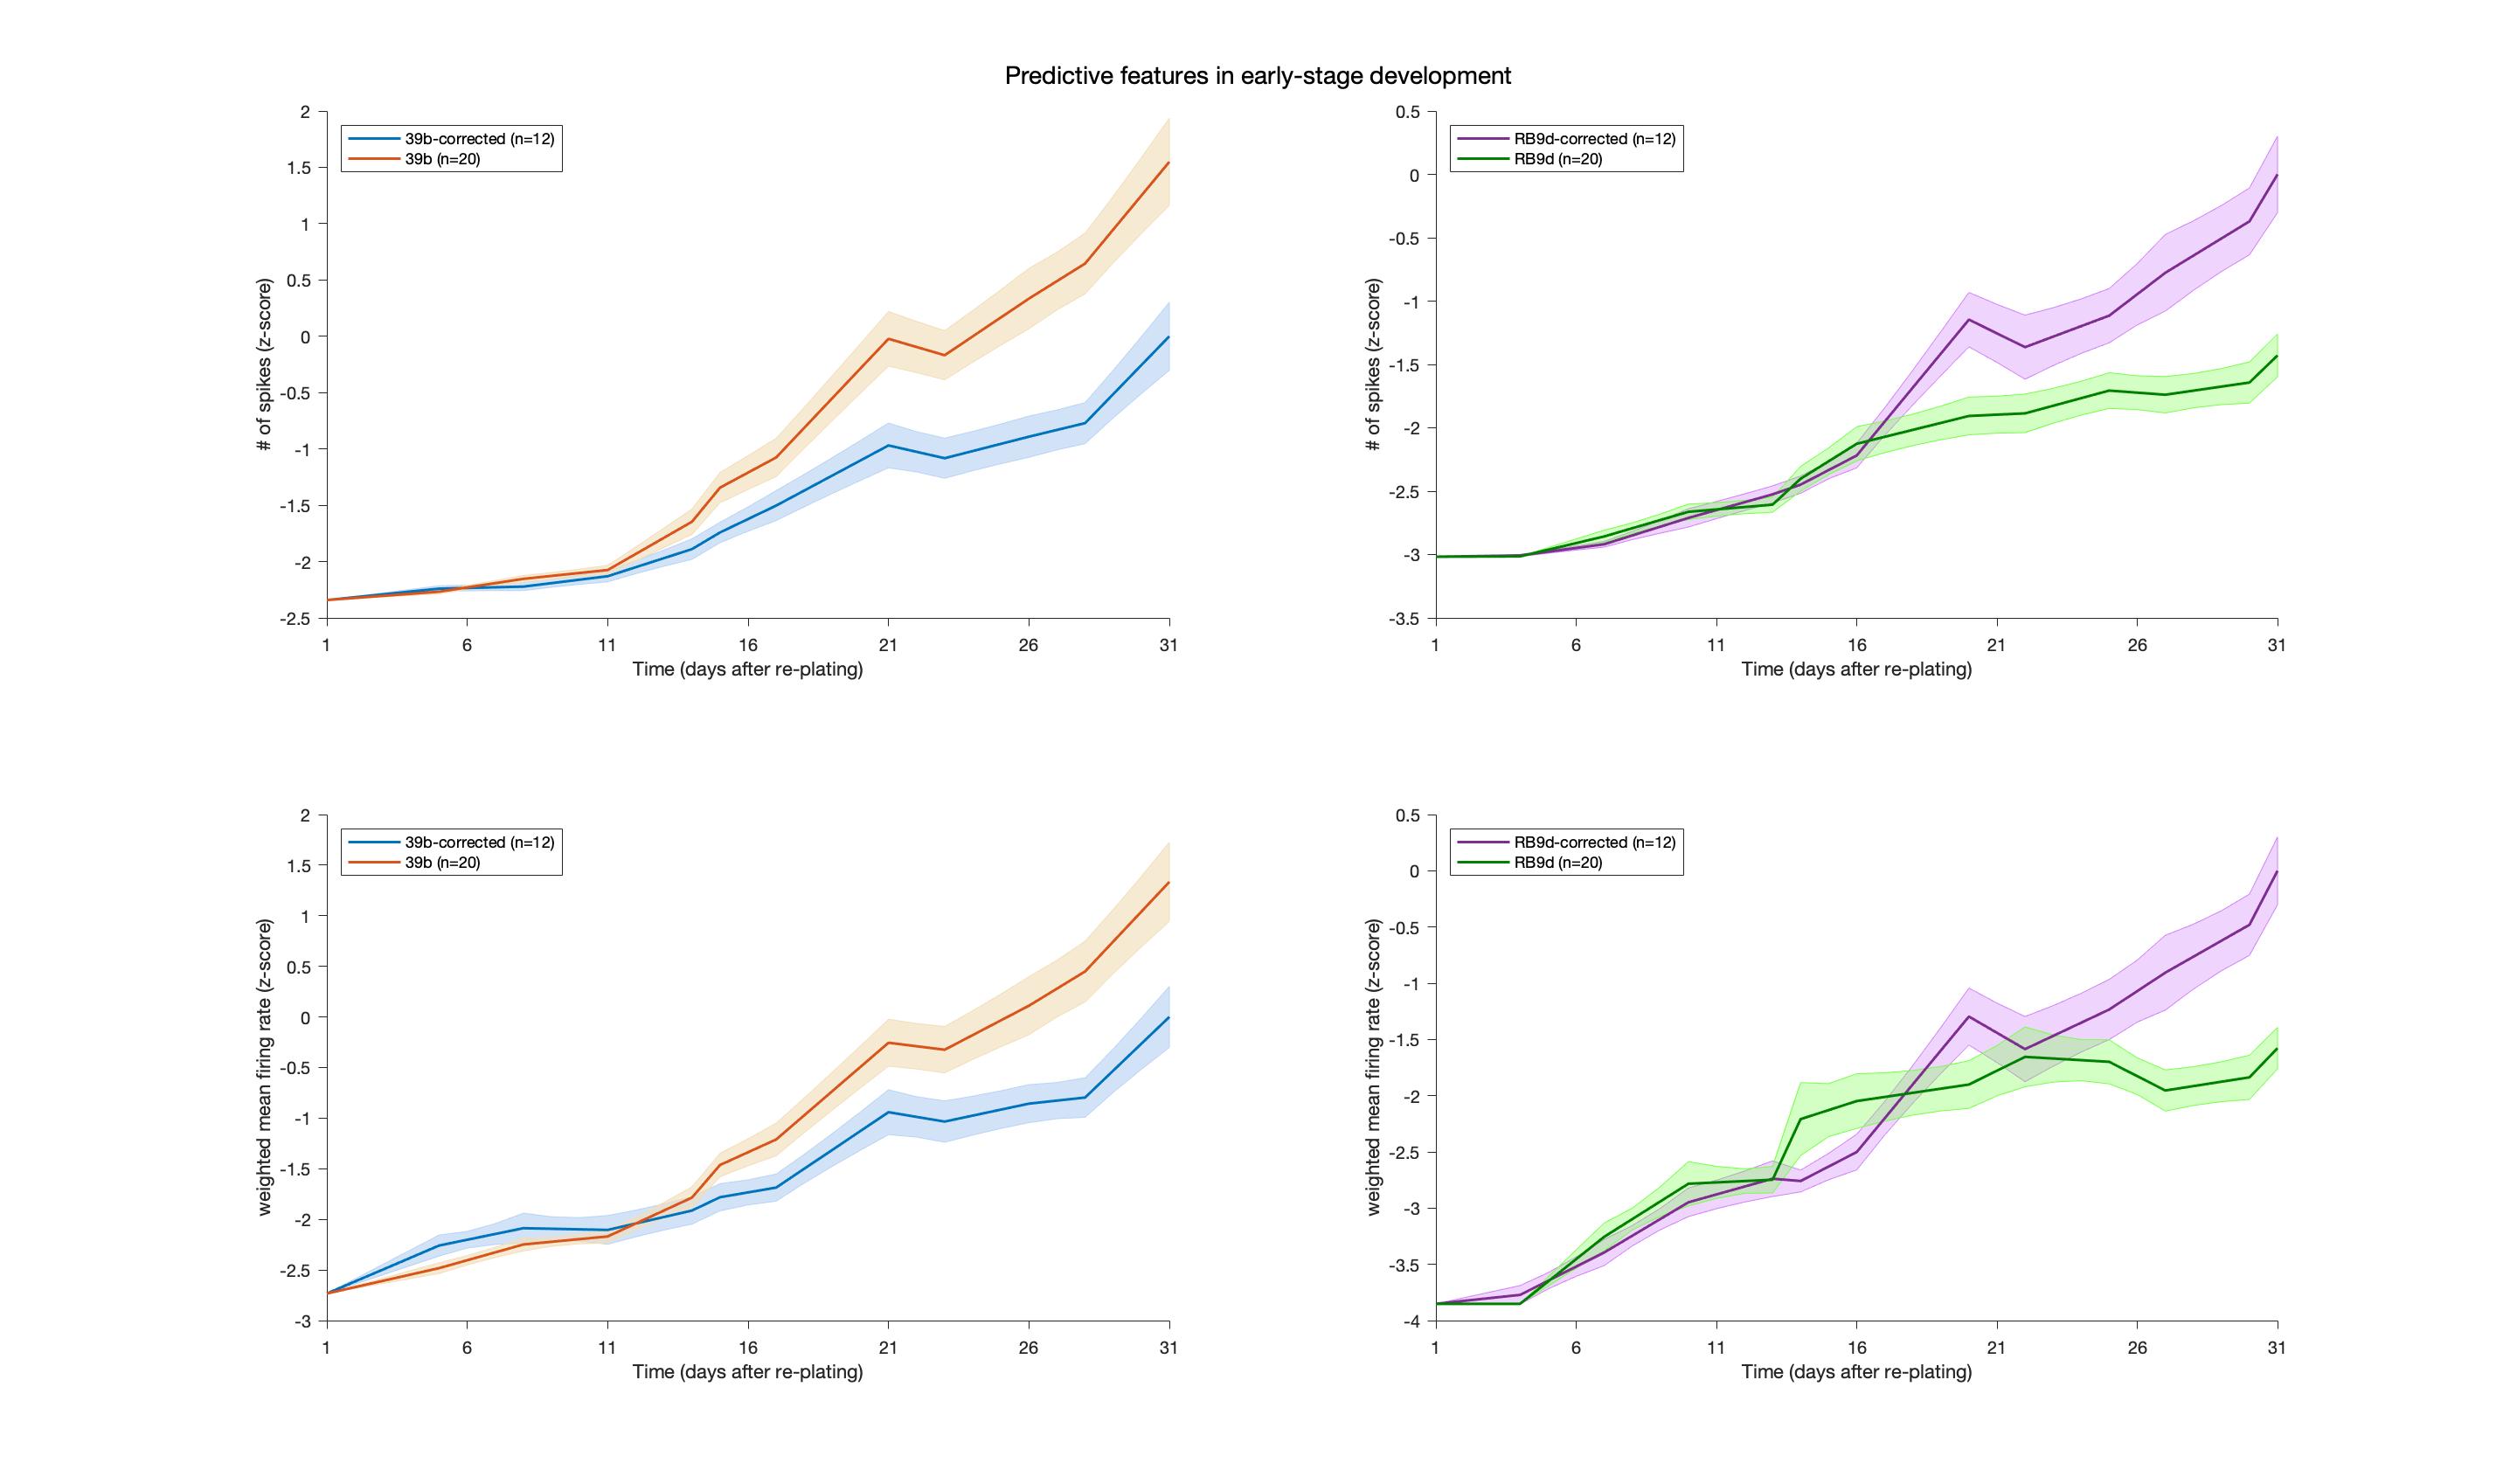 Predictive features in early-stage development
2
1.5
1
0.5
0
-0.5
-1
-1.5
-2
-2.5
# of spikes (z-score)
39b-corrected (n=12)
39b (n=20)
1 6 11 16 21 26 31
Time (days after re-plating)
0.5
0
-0.5
-1
-1.5
-2
-2.5
-3
-3.5
# of spikes (z-score)
RB9d-corrected (n=12)
RB9d (n=20)
1 6 11 16 21 26 31
Time (days after re-plating)
2
1.5
1
0.5
0
-0.5
-1
-1.5
-2
-2.5
-3
weighted mean firing rate (z-score)
39b-corrected (n=12)
39b (n=20)
1 6 11 16 21 26 31
Time (days after re-plating)
0.5
0
-0.5
-1
-1.5
-2
-2.5
-3
-3.5
-4
weighted mean firing rate (z-score)
RB9d-corrected (n=12)
RB9d (n=20)
1 6 11 16 21 26 31
Time (days after re-plating)